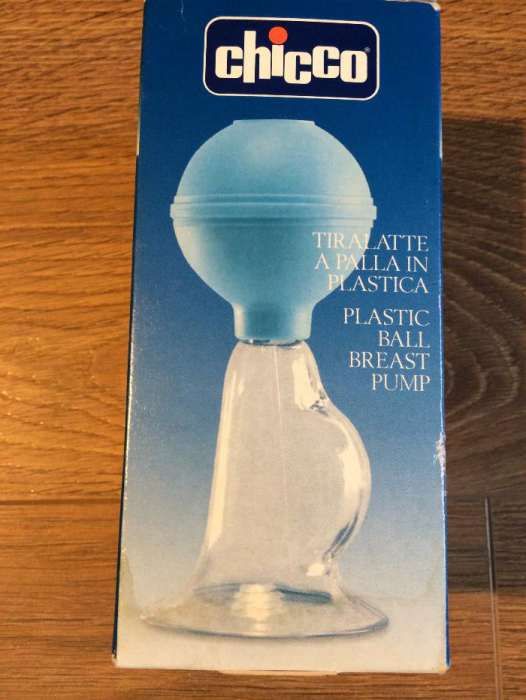 chicco
TIRALATTE
A PALLA IN
PLASTICA
PLASTIC
BALL
BREAST
PUMP